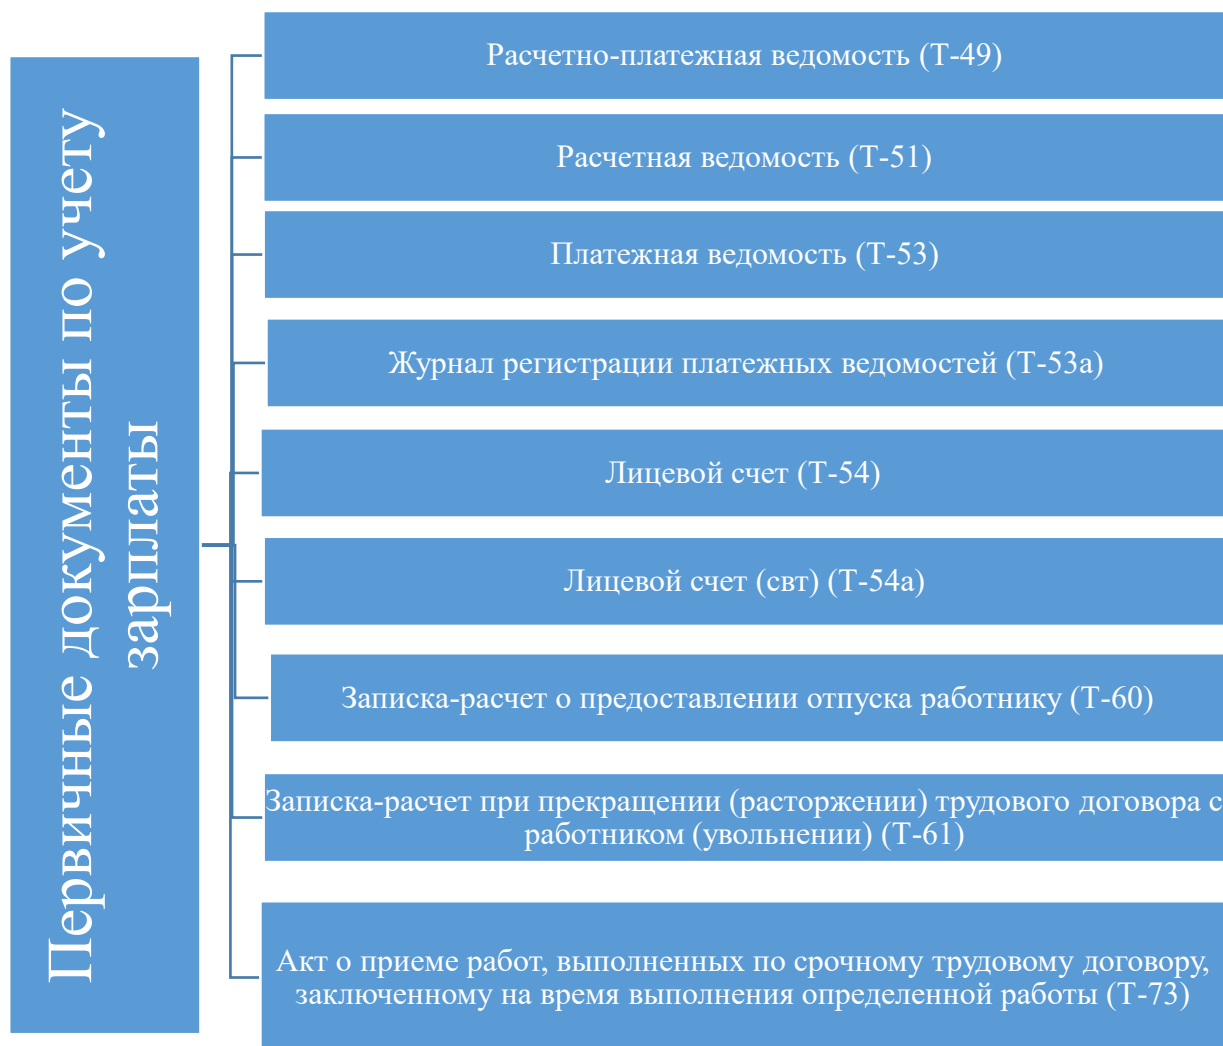 Первичные документы по учету
зарплаты
Расчетно-платежная ведомость (Т-49)
Расчетная ведомость (Т-51)
Платежная ведомость (Т-53)
Журнал регистрации платежных ведомостей (Т-53а)
Лицевой счет (Т-54)
Лицевой счет (свт) (Т-54а)
Записка-расчет о предоставлении отпуска работнику (Т-60)
Записка-расчет при прекращении (расторжении) трудового договора с
работником (увольнении) (Т-61)
Акт о приеме работ, выполненных по срочному трудовому договору,
заключенному на время выполнения определенной работы (Т-73)